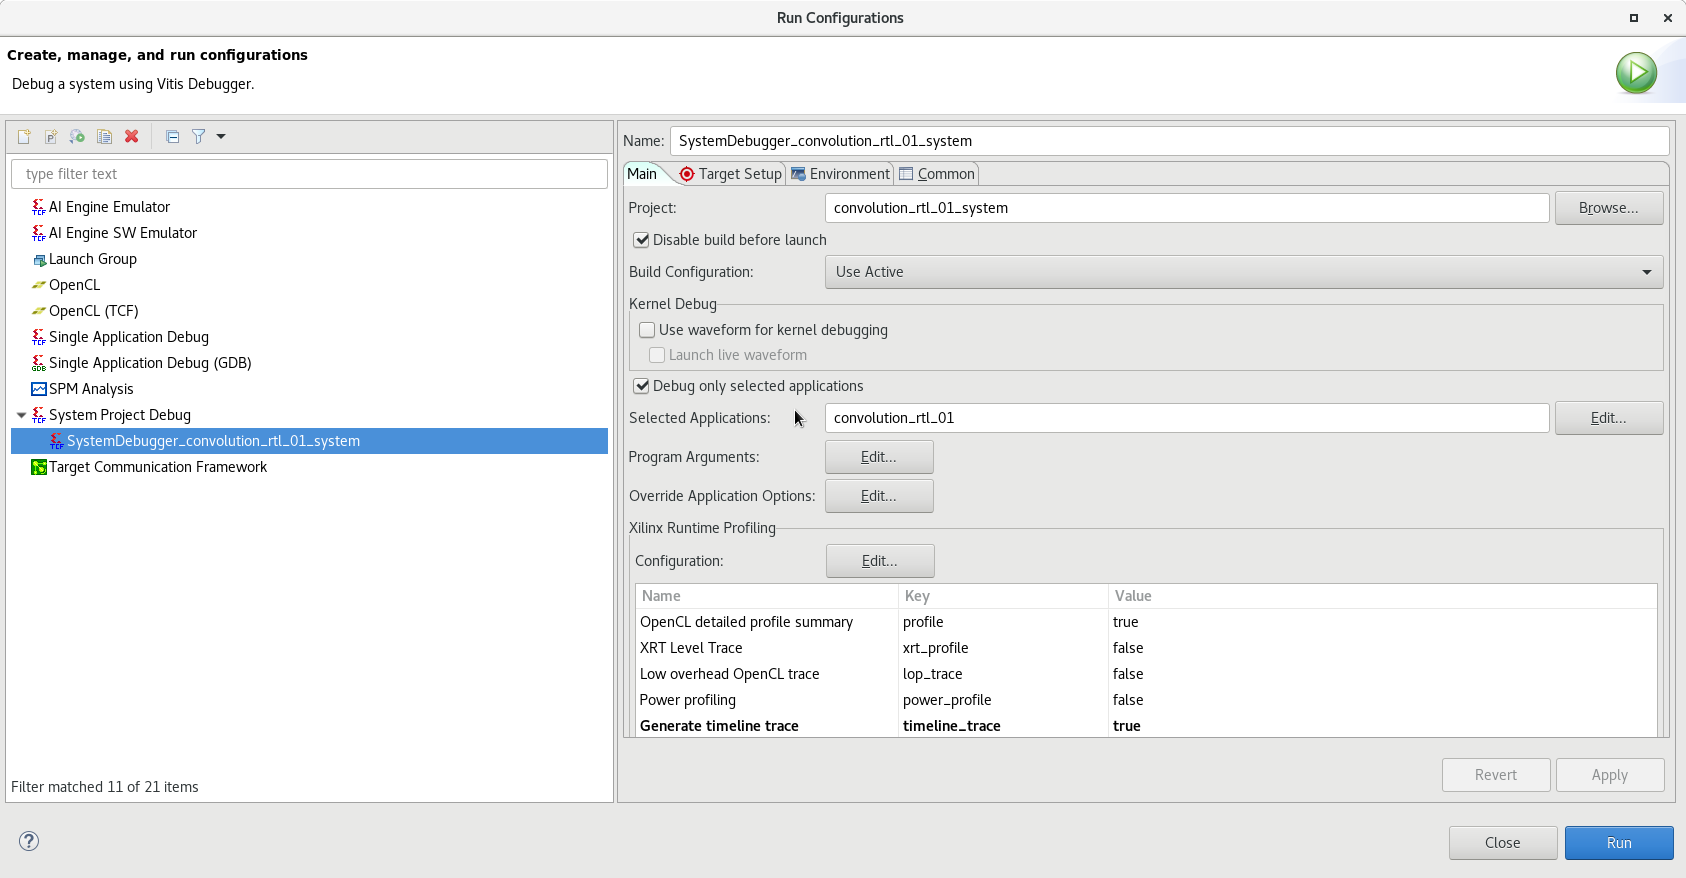 Run Configurations
Create, manage, and run configurations
Debug a system using Vitis Debugger.
type filter text
AI Engine Emulator
AI Engine SW Emulator
Launch Group
OpenCL
OpenCL (TCF)
Single Application Debug
Single Application Debug (GDB)
SPM Analysis
System Project Debug
SystemDebugger_convolution_rtl_01_system
Target Communication Framework
Filter matched 11 of 21 items
Name: SystemDebugger_convolution_rtl_01_system
Main Target Setup Environment Common
Project: convolution_rtl_01_system Browse...
Disable build before launch
Build Configuration: Use Active
Kernel Debug
Use waveform for kernel debugging
Launch live waveform
Debug only selected applications
Selected Applications: convolution_rtl_01 Edit...
Program Arguments: Edit...
Override Application Options: Edit...
Xilinx Runtime Profiling
Configuration: Edit...
Name Key Value
OpenCL detailed profile summary profile true
XRT Level Trace xrt_profile false
Low overhead OpenCL trace lop_trace false
Power profiling power_profile false
Generate timeline trace timeline_trace true
Revert Apply
Close Run